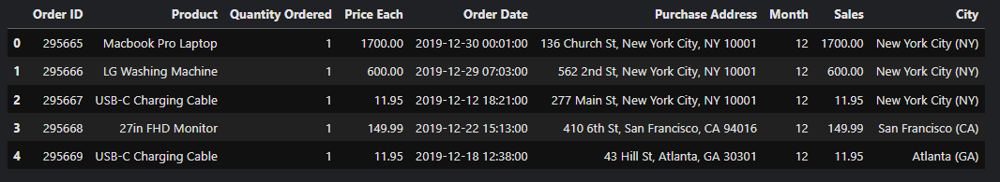 Order ID Product Quantity Ordered Price Each Order Date Purchase Address Month Sales City
0 295665 Macbook Pro Laptop 1 1700.00 2019-12-30 00:01:00 136 Church St, New York City, NY 10001 12 1700.00 New York City (NY)
1 295666 LG Washing Machine 1 600.00 2019-12-29 07:03:00 562 2nd St, New York City, NY 10001 12 600.00 New York City (NY)
2 295667 USB-C Charging Cable 1 11.95 2019-12-12 18:21:00 277 Main St, New York City, NY 10001 12 11.95 New York City (NY)
3 295668 27in FHD Monitor 1 149.99 2019-12-22 15:13:00 410 6th St, San Francisco, CA 94016 12 149.99 San Francisco (CA)
4 295669 USB-C Charging Cable 1 11.95 2019-12-18 12:38:00 43 Hill St, Atlanta, GA 30301 12 11.95 Atlanta (GA)